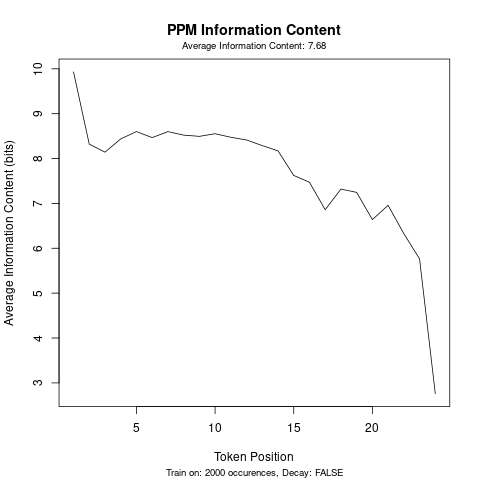 PPM Information Content
Average Information Content: 7.68
Average Information Content (bits)
10
9
8
7
6
5
4
3
5
10
15
20
Token Position
Train on: 2000 occurences, Decay: FALSE